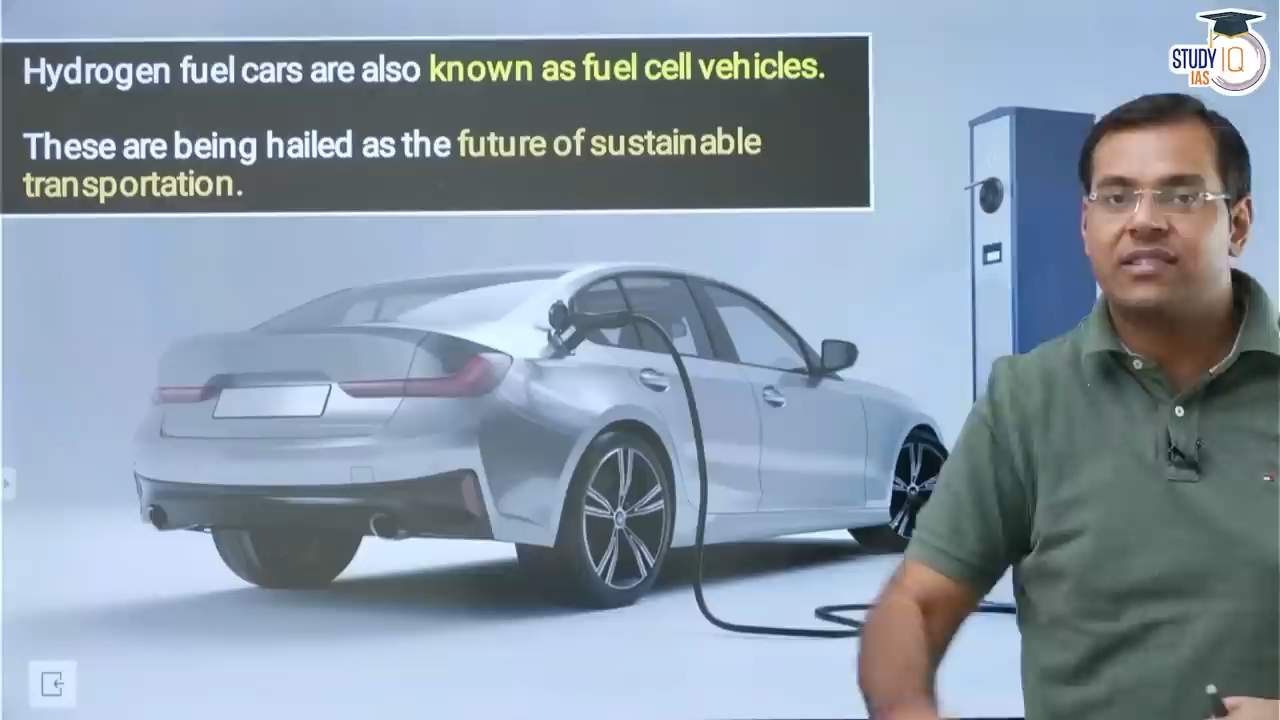 Hydrogen fuel cars are also known as fuel cell vehicles.
These are being hailed as the future of sustainable
transportation.
STUDY IQ
IAS